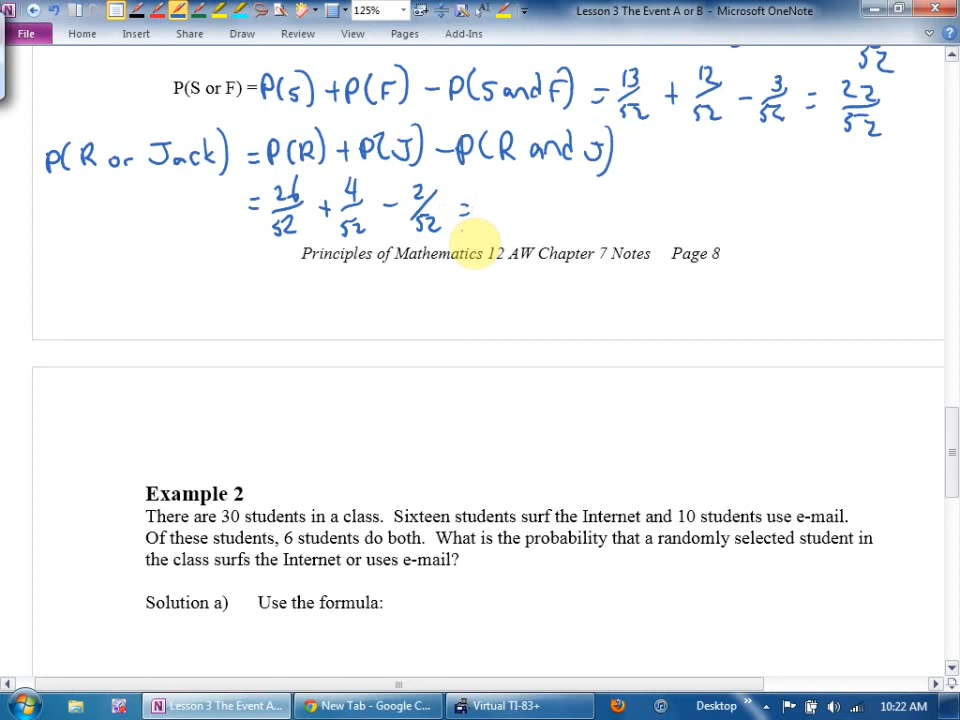 Lesson 3 The Event A or B - Microsoft OneNote
125%
File Home Insert Share Draw Review View Pages Add-Ins
52
P(S or F) = P(S) + P(F) - P(S and F) = 13/52 + 12/52 - 3/52 = 22/52
P(R or Jack) = P(R) + P(J) - P(R and J)
= 26/52 + 4/52 - 2/52 =
Principles of Mathematics 12 AW Chapter 7 Notes Page 8
Example 2
There are 30 students in a class. Sixteen students surf the Internet and 10 students use e-mail.
Of these students, 6 students do both. What is the probability that a randomly selected student in
the class surfs the Internet or uses e-mail?
Solution a) Use the formula:
Lesson 3 The Event A... New Tab - Google C... Virtual TI-83+ Desktop 10:22 AM